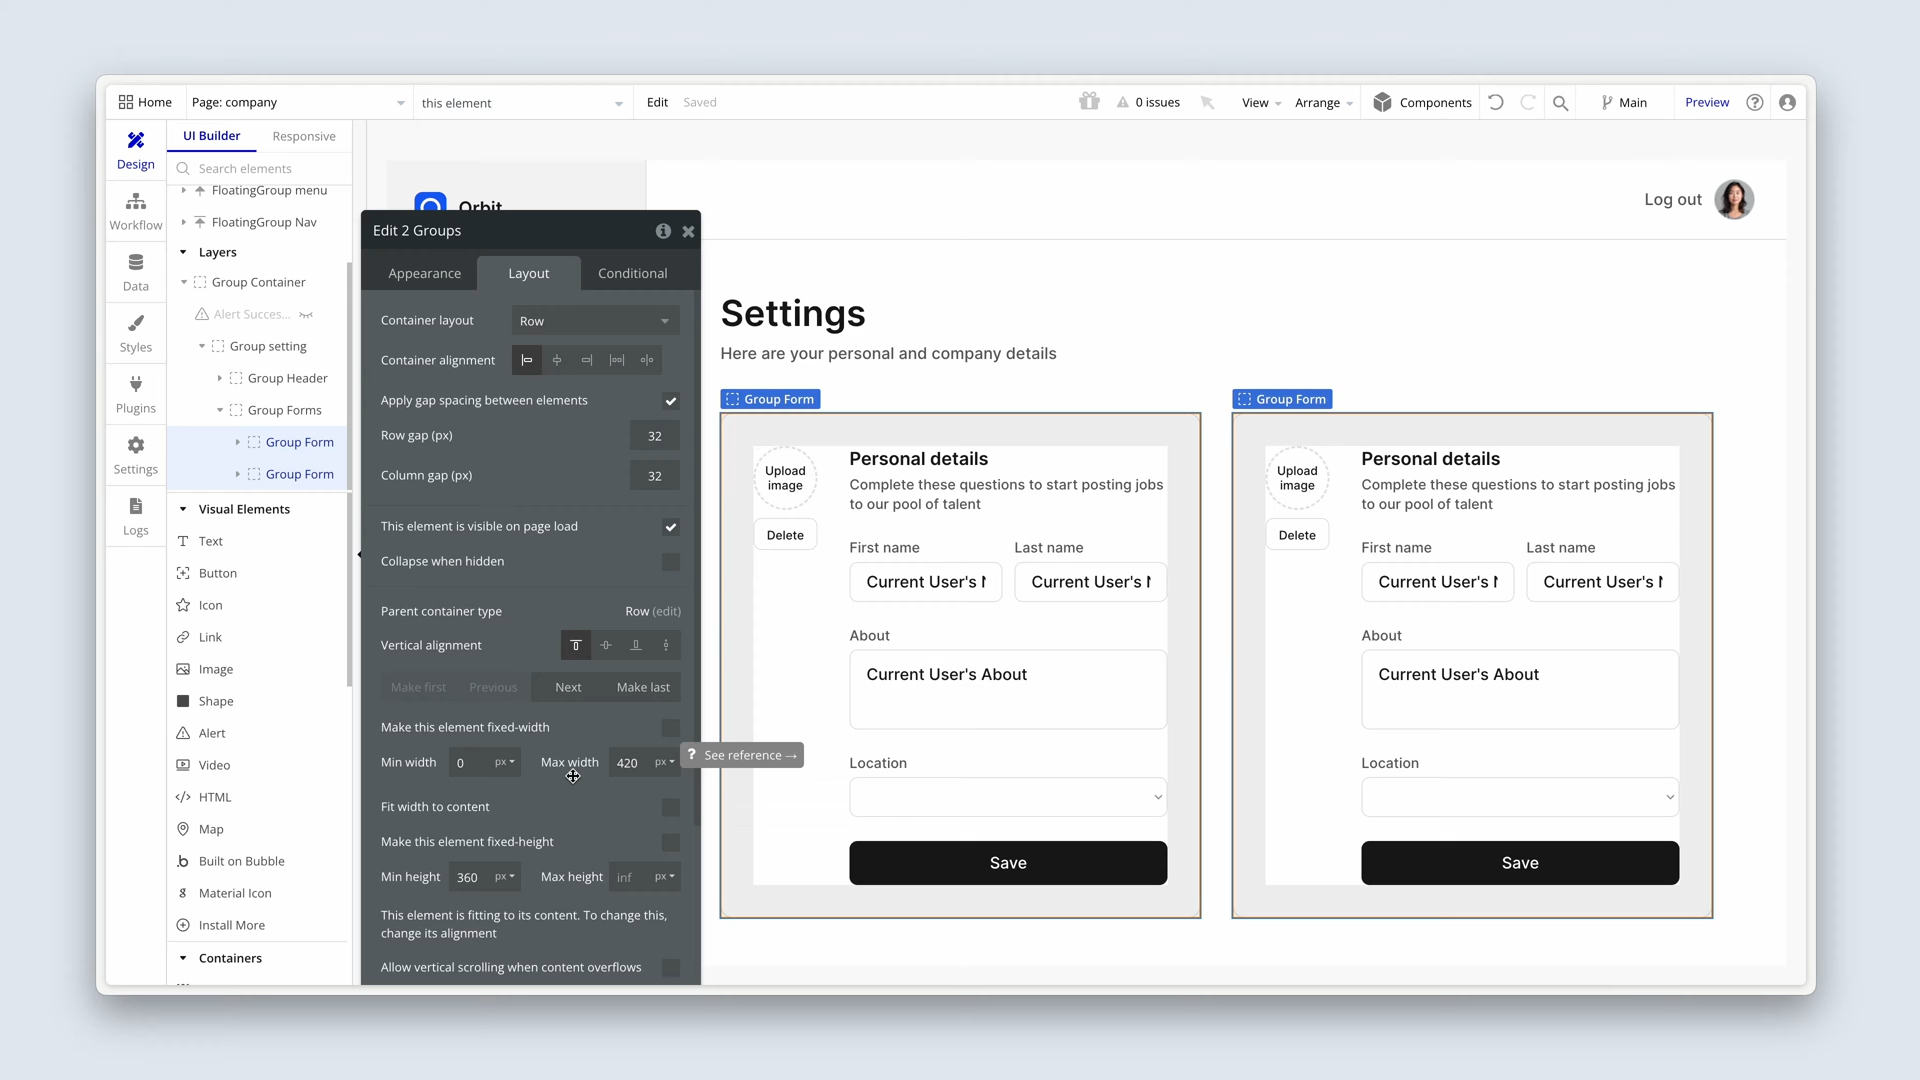 Home
Page: company
this element
Edit
Saved
0 issues
View
Arrange
Components
Main
Preview
Design
Workflow
Data
Styles
Plugins
Settings
Logs
UI Builder
Responsive
Search elements
FloatingGroup menu
FloatingGroup Nav
Layers
Group Container
Alert Succes...
Group setting
Group Header
Group Forms
Group Form
Group Form
Visual Elements
Text
Button
Icon
Link
Image
Shape
Alert
Video
HTML
Map
Built on Bubble
Material Icon
Install More
Containers
Edit 2 Groups
Appearance
Layout
Conditional
Container layout
Row
Container alignment
Apply gap spacing between elements
Row gap (px)
32
Column gap (px)
32
This element is visible on page load
Collapse when hidden
Parent container type
Row (edit)
Vertical alignment
Make first
Previous
Next
Make last
Make this element fixed-width
Min width
0
px
Max width
420
px
? See reference →
Fit width to content
Make this element fixed-height
Min height
360
px
Max height
inf
px
This element is fitting to its content. To change this,
change its alignment
Allow vertical scrolling when content overflows
Orbit
Log out
Settings
Here are your personal and company details
Group Form
Upload
image
Delete
Personal details
Complete these questions to start posting jobs
to our pool of talent
First name
Last name
Current User's
Current User's
About
Current User's About
Location
Save
Group Form
Upload
image
Delete
Personal details
Complete these questions to start posting jobs
to our pool of talent
First name
Last name
Current User's
Current User's
About
Current User's About
Location
Save